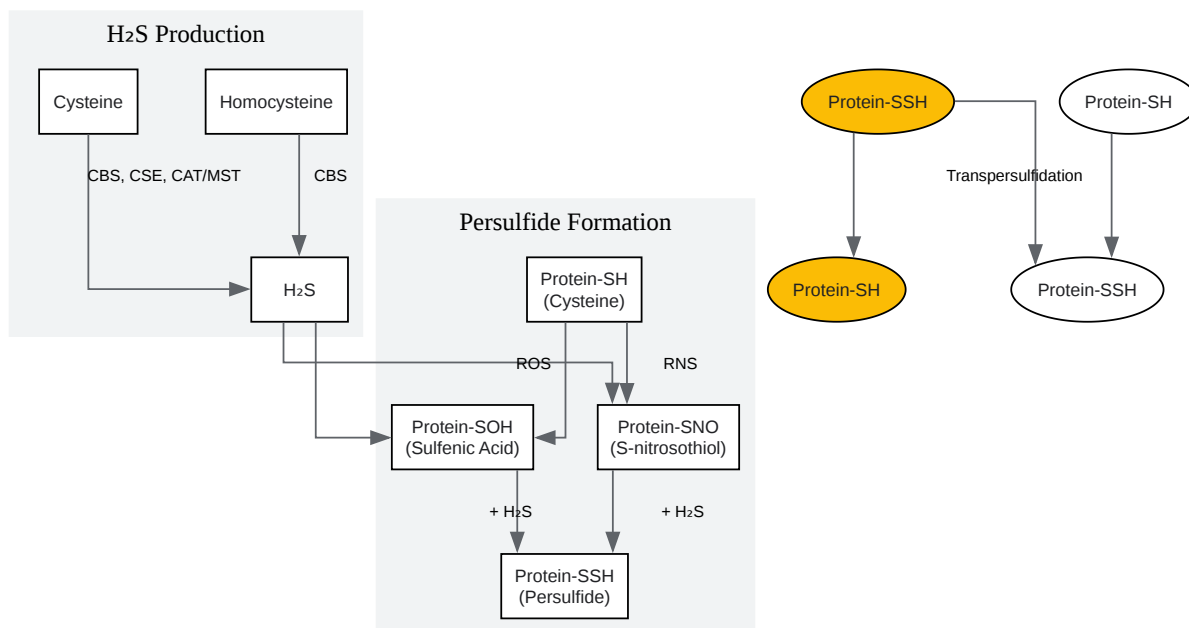 H₂S Production
Cysteine
Homocysteine
CBS, CSE, CAT/MST
CBS
H₂S
Persulfide Formation
Protein-SH
(Cysteine)
ROS
RNS
Protein-SOH
(Sulfenic Acid)
Protein-SNO
(S-nitrosothiol)
+ H₂S
+ H₂S
Protein-SSH
(Persulfide)
Protein-SSH
Protein-SH
Transpersulfidation
Protein-SH
Protein-SSH